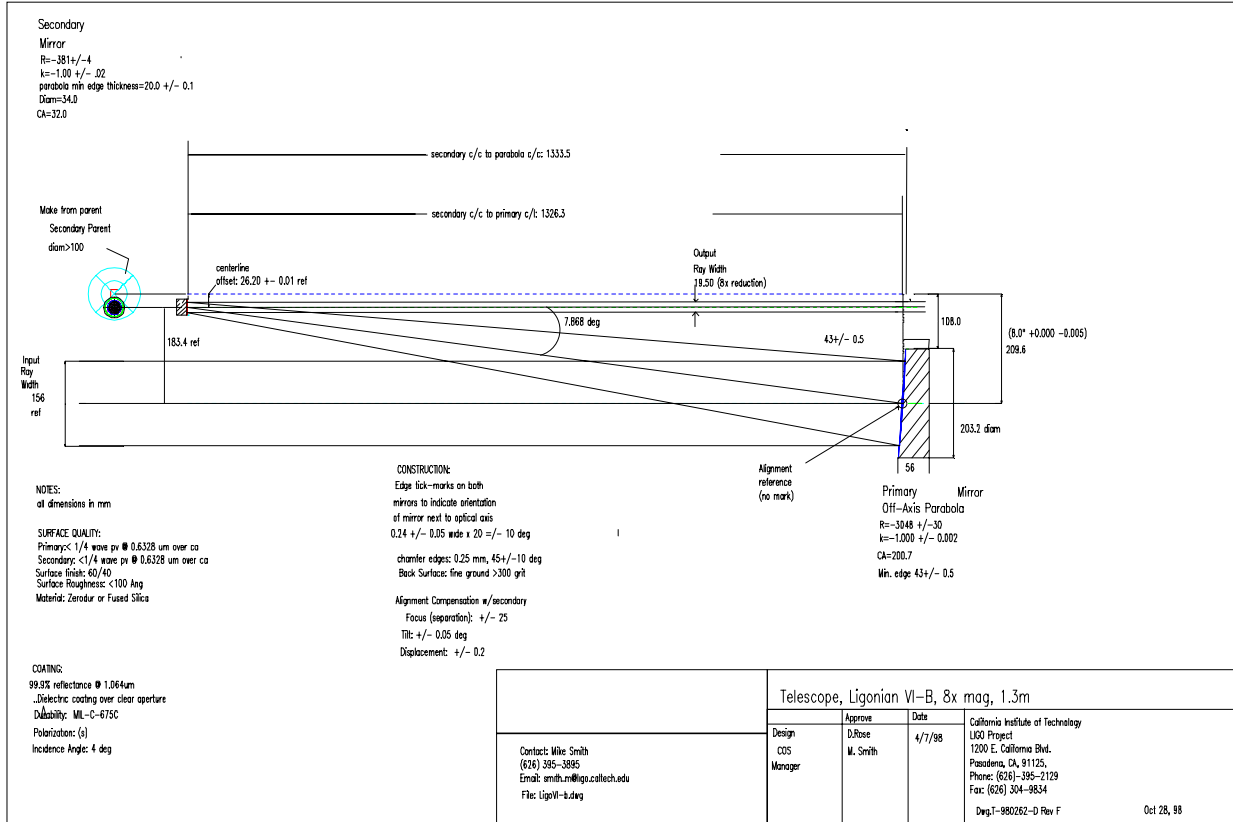 Secondary
Mirror
R=-381+/-4
k=-1.00 +/- .02
parabola min edge thickness=20.0 +/- 0.1
Diam=34.0
CA=32.0
secondary c/c to parabola c/c: 1333.5
secondary c/c to primary c/l: 1326.3
Make from parent
Secondary Parent
diam>100
centerline
offset: 26.20 +- 0.01 ref
Output
Ray Width
19.50 (8x reduction)
7.868 deg
183.4 ref
43+/- 0.5
108.0
(8.0" +0.000 -0.005)
209.6
Input
Ray
Width
156
ref
203.2 diam
56
Alignment
reference
(no mark)
Primary Mirror
Off-Axis Parabola
R=-3048 +/-30
k=-1.000 +/- 0.002
CA=200.7
Min. edge 43+/- 0.5
NOTES:
all dimensions in mm
SURFACE QUALITY:
Primary:< 1/4 wave pv @ 0.6328 um over ca
Secondary: <1/4 wave pv @ 0.6328 um over ca
Surface finish: 60/40
Surface Roughness: <100 Ang
Material: Zerodur or Fused Silica
CONSTRUCTION:
Edge tick-marks on both
mirrors to indicate orientation
of mirror next to optical axis
0.24 +/- 0.05 wide x 20 =/- 10 deg
chamfer edges: 0.25 mm, 45+/-10 deg
Back Surface: fine ground >300 grit
Alignment Compensation w/secondary
Focus (separation): +/- 25
Tilt: +/- 0.05 deg
Displacement: +/- 0.2
COATING:
99.9% reflectance @ 1.064um
..Dielectric coating over clear aperture
Durability: MIL-C-675C
Polarization: (s)
Incidence Angle: 4 deg
Contact: Mike Smith
(626) 395-3895
Email: smith_m@ligo.caltech.edu
File: LigoVI-b.dwg
Telescope, Ligonian VI-B, 8x mag, 1.3m
Approve Date
Design D.Rose 4/7/98
COS M. Smith
Manager
California Institute of Technology
LIGO Project
1200 E. California Blvd.
Pasadena, CA, 91125,
Phone: (626)-395-2129
Fax: (626) 304-9834
Dwg.T-980262-D Rev F Oct 28, 98